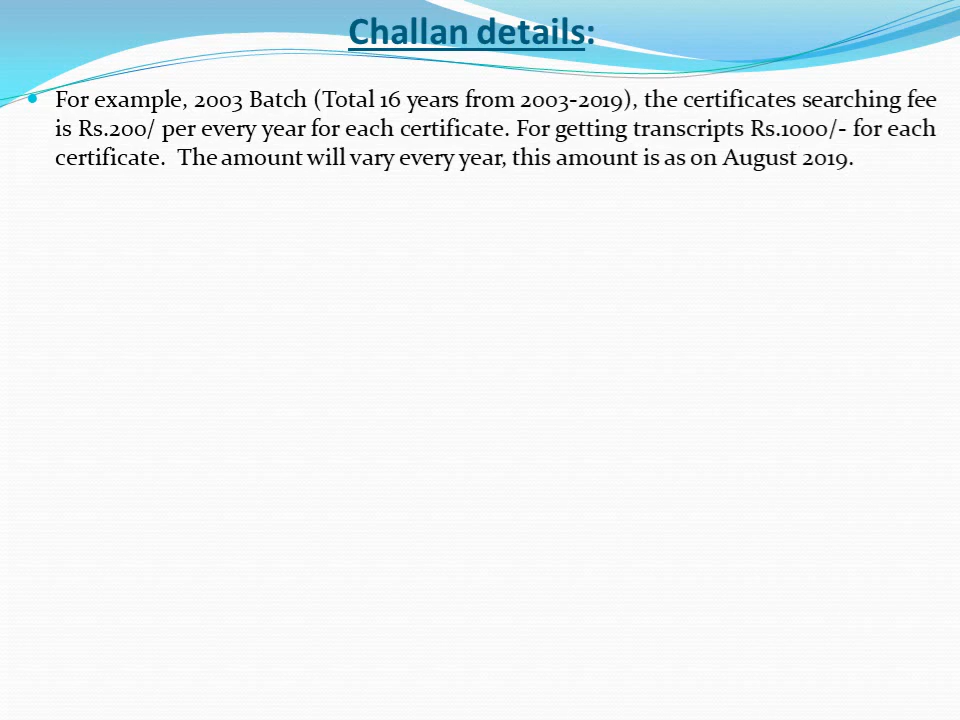 Challan details:
For example, 2003 Batch (Total 16 years from 2003-2019), the certificates searching fee
is Rs.200/ per every year for each certificate. For getting transcripts Rs.1000/- for each
certificate.  The amount will vary every year, this amount is as on August 2019.